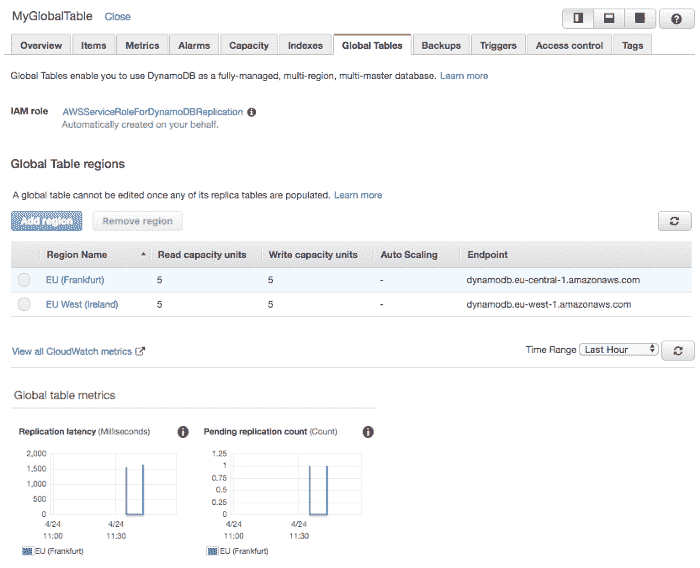 MyGlobalTable Close
Overview Items Metrics Alarms Capacity Indexes Global Tables Backups Triggers Access control Tags
Global Tables enable you to use DynamoDB as a fully-managed, multi-region, multi-master database. Learn more
IAM role AWSServiceRoleForDynamoDBReplication
Automatically created on your behalf.
Global Table regions
A global table cannot be edited once any of its replica tables are populated. Learn more
Add region Remove region
Region Name Read capacity units Write capacity units Auto Scaling Endpoint
EU (Frankfurt) 5 5 - dynamodb.eu-central-1.amazonaws.com
EU West (Ireland) 5 5 - dynamodb.eu-west-1.amazonaws.com
View all CloudWatch metrics Time Range Last Hour
Global table metrics
Replication latency (Milliseconds) Pending replication count (Count)
2,000 1.25
1,500 1
0.75
1,000 0.5
500 0.25
0 0
4/24 4/24 4/24 4/24
11:00 11:30 11:00 11:30
EU (Frankfurt) EU (Frankfurt)